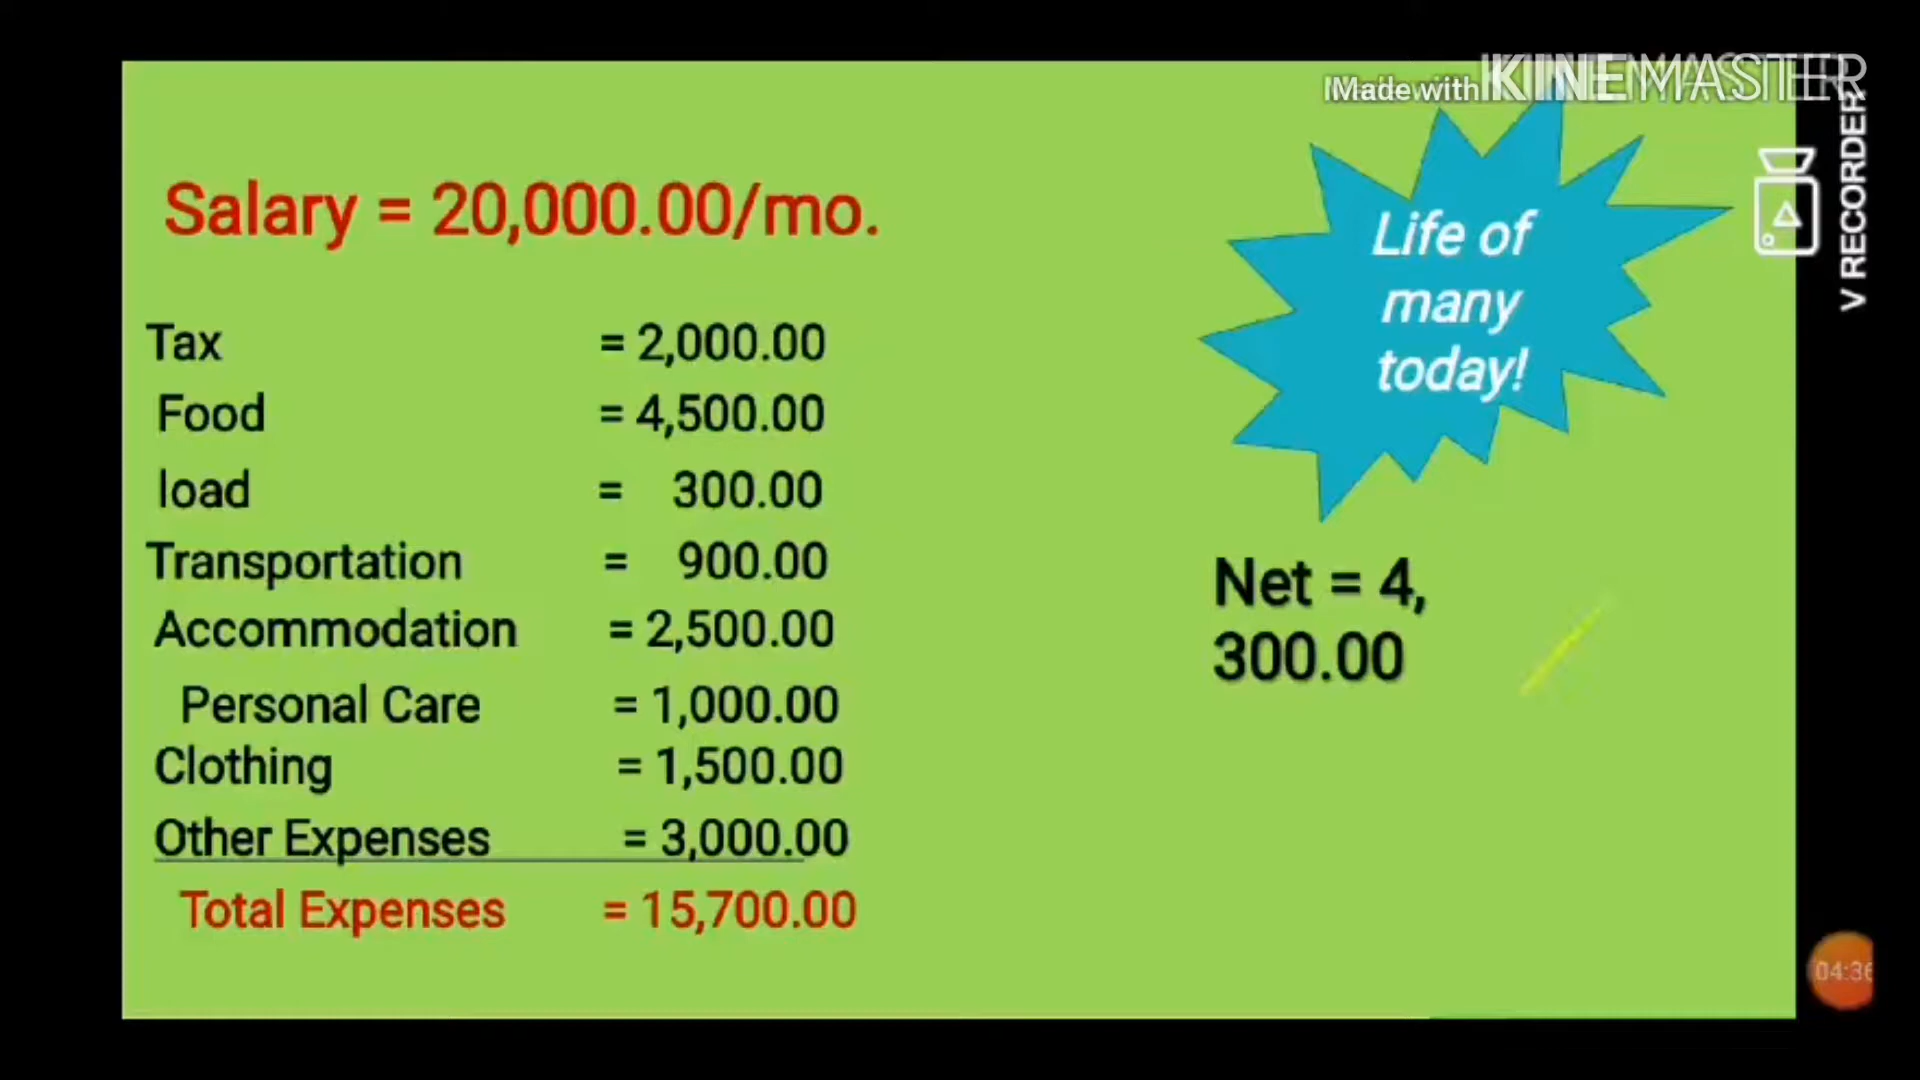 Made with KINEMASTER
V RECORDER
Salary = 20,000.00/mo.
Life of
many
today!
Tax = 2,000.00
Food = 4,500.00
load = 300.00
Transportation = 900.00
Accommodation = 2,500.00
Personal Care = 1,000.00
Clothing = 1,500.00
Other Expenses = 3,000.00
Total Expenses = 15,700.00
Net = 4,
300.00
04:36